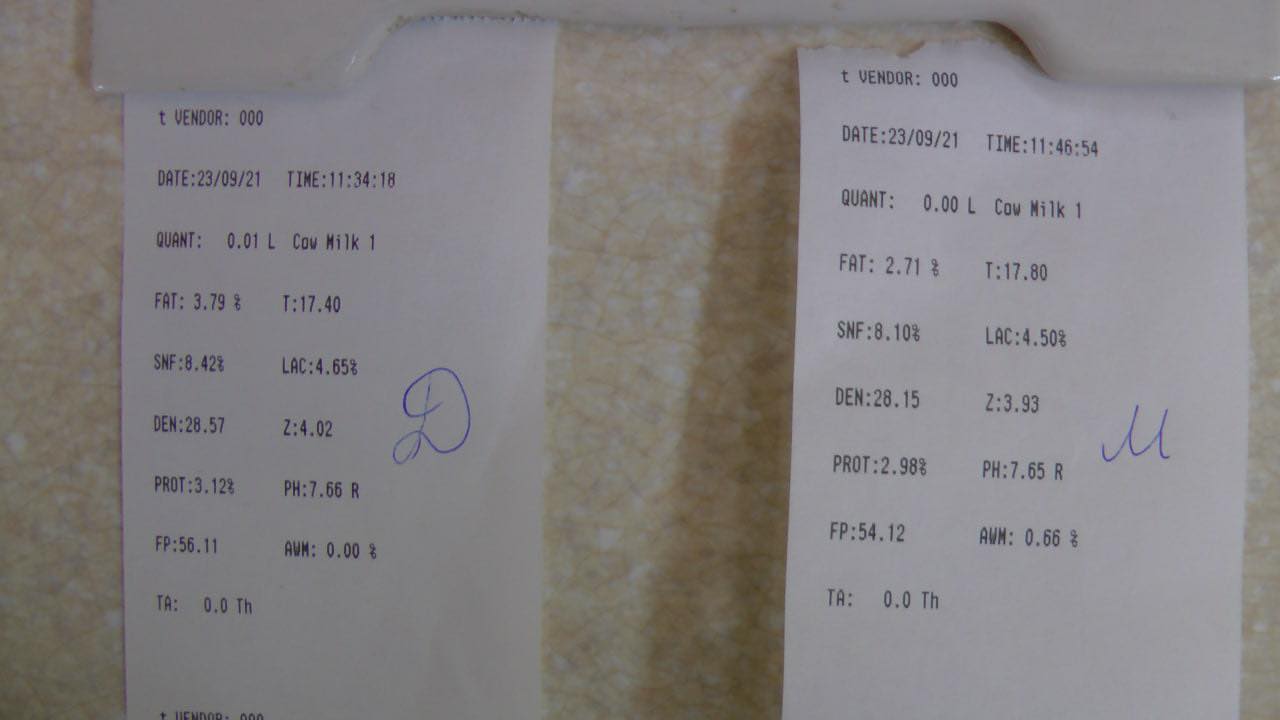 t VENDOR: 000
DATE:23/09/21 TIME:11:34:18
QUANT: 0.01 L Cow Milk 1
FAT: 3.79 % T:17.40
SNF:8.42% LAC:4.65%
DEN:28.57 Z:4.02
Д
PROT:3.12% PH:7.66 R
FP:56.11 AWM: 0.00 %
TA: 0.0 Th
t VENDOR: 000
t VENDOR: 000
DATE:23/09/21 TIME:11:46:54
QUANT: 0.00 L Cow Milk 1
FAT: 2.71 % T:17.80
SNF:8.10% LAC:4.50%
DEN:28.15 Z:3.93
М
PROT:2.98% PH:7.65 R
FP:54.12 AWM: 0.66 %
TA: 0.0 Th